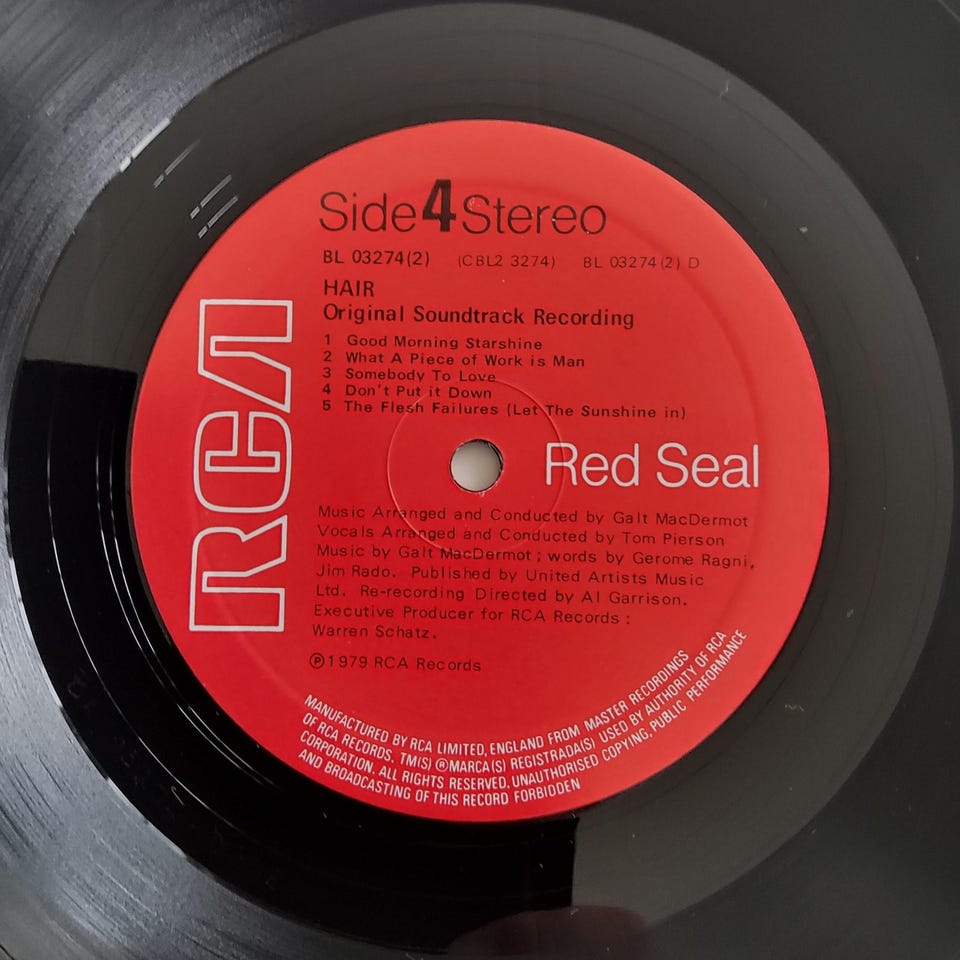 Side 4 Stereo
BL 03274(2) (CBL2 3274) BL 03274(2) D
HAIR
Original Soundtrack Recording
1 Good Morning Starshine
2 What A Piece of Work is Man
3 Somebody To Love
4 Don't Put it Down
5 The Flesh Failures (Let The Sunshine in)
RCA
Red Seal
Music Arranged and Conducted by Galt MacDermot
Vocals Arranged and Conducted by Tom Pierson
Music by Galt MacDermot; words by Gerome Ragni,
Jim Rado. Published by United Artists Music
Ltd. Re-recording Directed by Al Garrison.
Executive Producer for RCA Records:
Warren Schatz.
℗1979 RCA Records
MANUFACTURED BY RCA LIMITED, ENGLAND FROM MASTER RECORDINGS
OF RCA RECORDS, TM(S) ® MARCA(S) REGISTRADA(S) USED BY AUTHORITY OF RCA
CORPORATION. ALL RIGHTS RESERVED. UNAUTHORISED COPYING, PUBLIC PERFORMANCE
AND BROADCASTING OF THIS RECORD FORBIDDEN